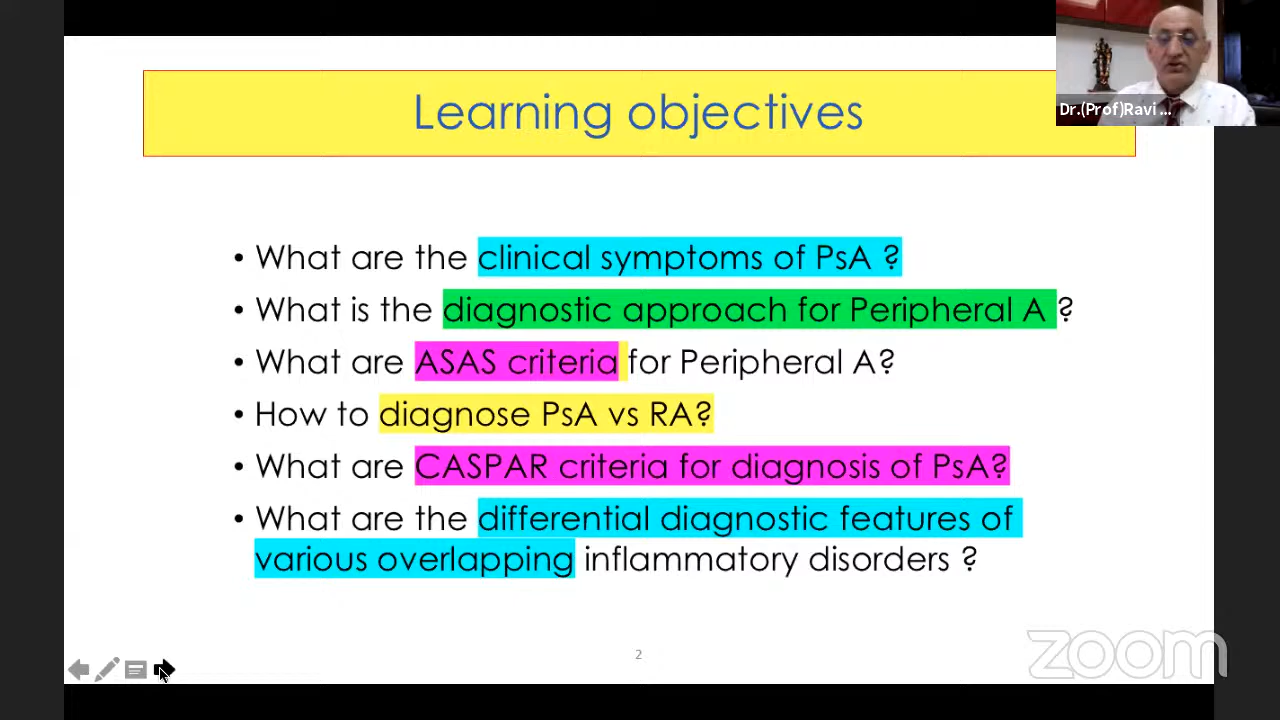 Learning objectives
Dr.(Prof)Ravi ...
• What are the clinical symptoms of PsA ?
• What is the diagnostic approach for Peripheral A ?
• What are ASAS criteria for Peripheral A?
• How to diagnose PsA vs RA?
• What are CASPAR criteria for diagnosis of PsA?
• What are the differential diagnostic features of
various overlapping inflammatory disorders ?
2
zoom